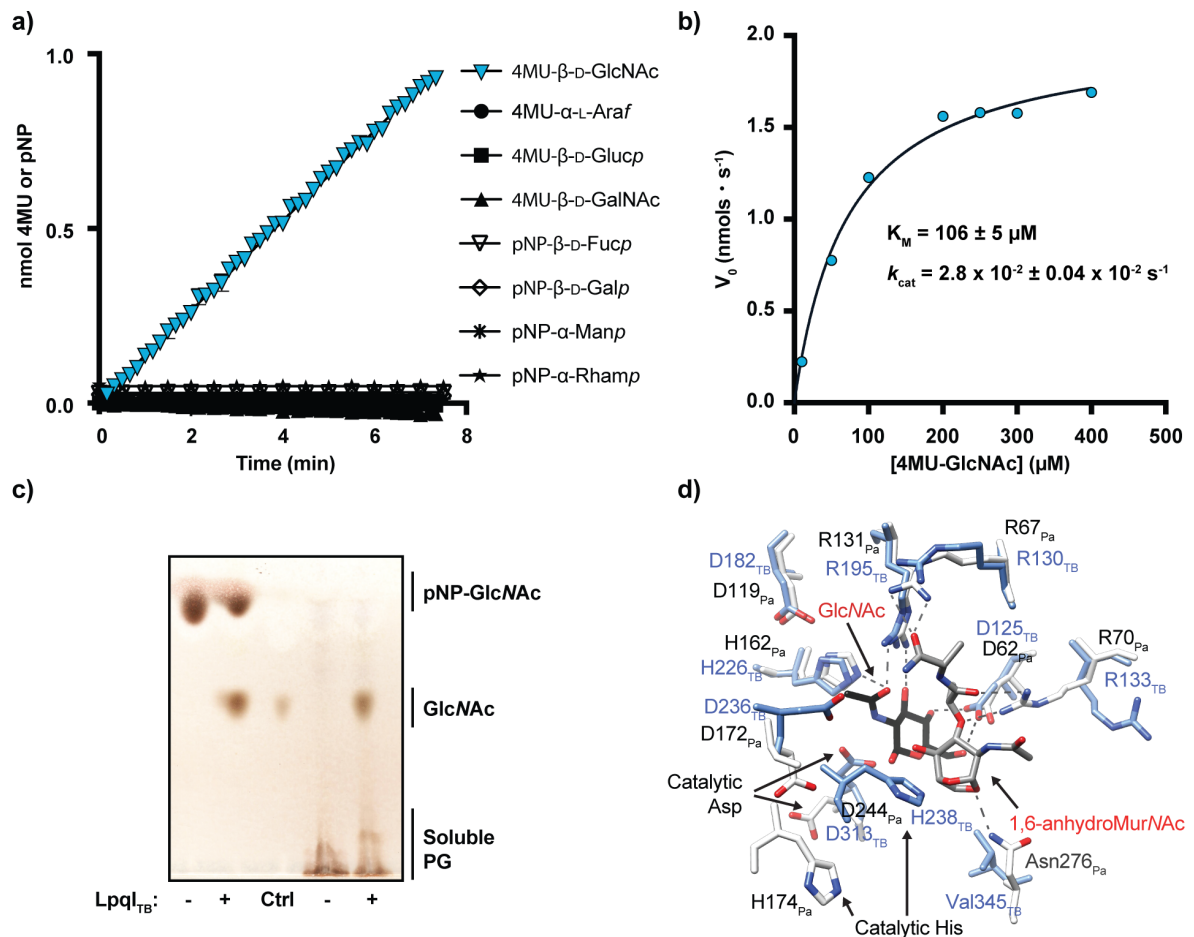 a)
1.0
0.5
0.0
nmol 4MU or pNP
0
2
4
6
8
Time (min)
4MU-β-D-GlcNAc
4MU-α-L-Araf
4MU-β-D-Glucp
4MU-β-D-GalNAc
pNP-β-D-Fucp
pNP-β-D-Galp
pNP-α-Manp
pNP-α-Rhamp
b)
2.0
1.5
1.0
0.5
0.0
V0 (nmols · s-1)
KM = 106 ± 5 µM
kcat = 2.8 x 10-2 ± 0.04 x 10-2 s-1
0
100
200
300
400
500
[4MU-GlcNAc] (µM)
c)
pNP-GlcNAc
GlcNAc
Soluble
PG
LpqITB: - + Ctrl - +
d)
D182TB
D119Pa
R131Pa
R195TB
R67Pa
R130TB
GlcNAc
H162Pa
H226TB
D125TB
D62Pa
R70Pa
R133TB
D236TB
D172Pa
Catalytic
Asp
D244Pa
D313TB
H238TB
1,6-anhydroMurNAc
Asn276Pa
Val345TB
H174Pa
Catalytic His